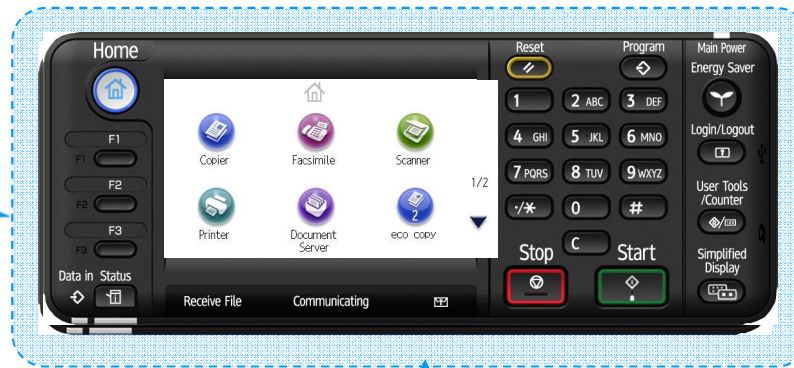 Home
F1
F1
F2
F2
F3
F3
Data in Status
Copier
Facsimile
Scanner
1/2
Printer
Document
Server
2
eco copy
Receive File
Communicating
Reset
Program
1
2 ABC
3 DEF
4 GHI
5 JKL
6 MNO
7 PQRS
8 TUV
9 WXYZ
·/✳
0
#
C
Stop
Start
Main Power
Energy Saver
Login/Logout
User Tools
/Counter
Simplified
Display